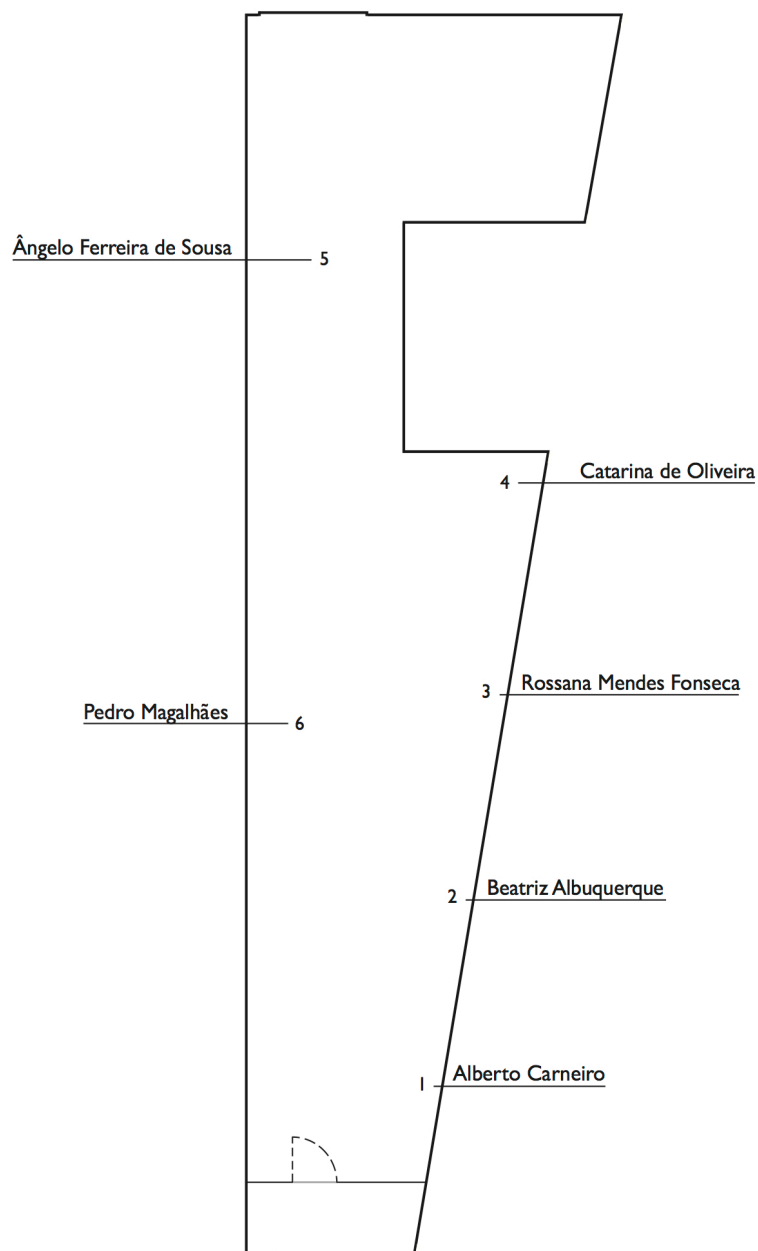 Ângelo Ferreira de Sousa
5
4
Catarina de Oliveira
3
Rossana Mendes Fonseca
Pedro Magalhães
6
2
Beatriz Albuquerque
1
Alberto Carneiro